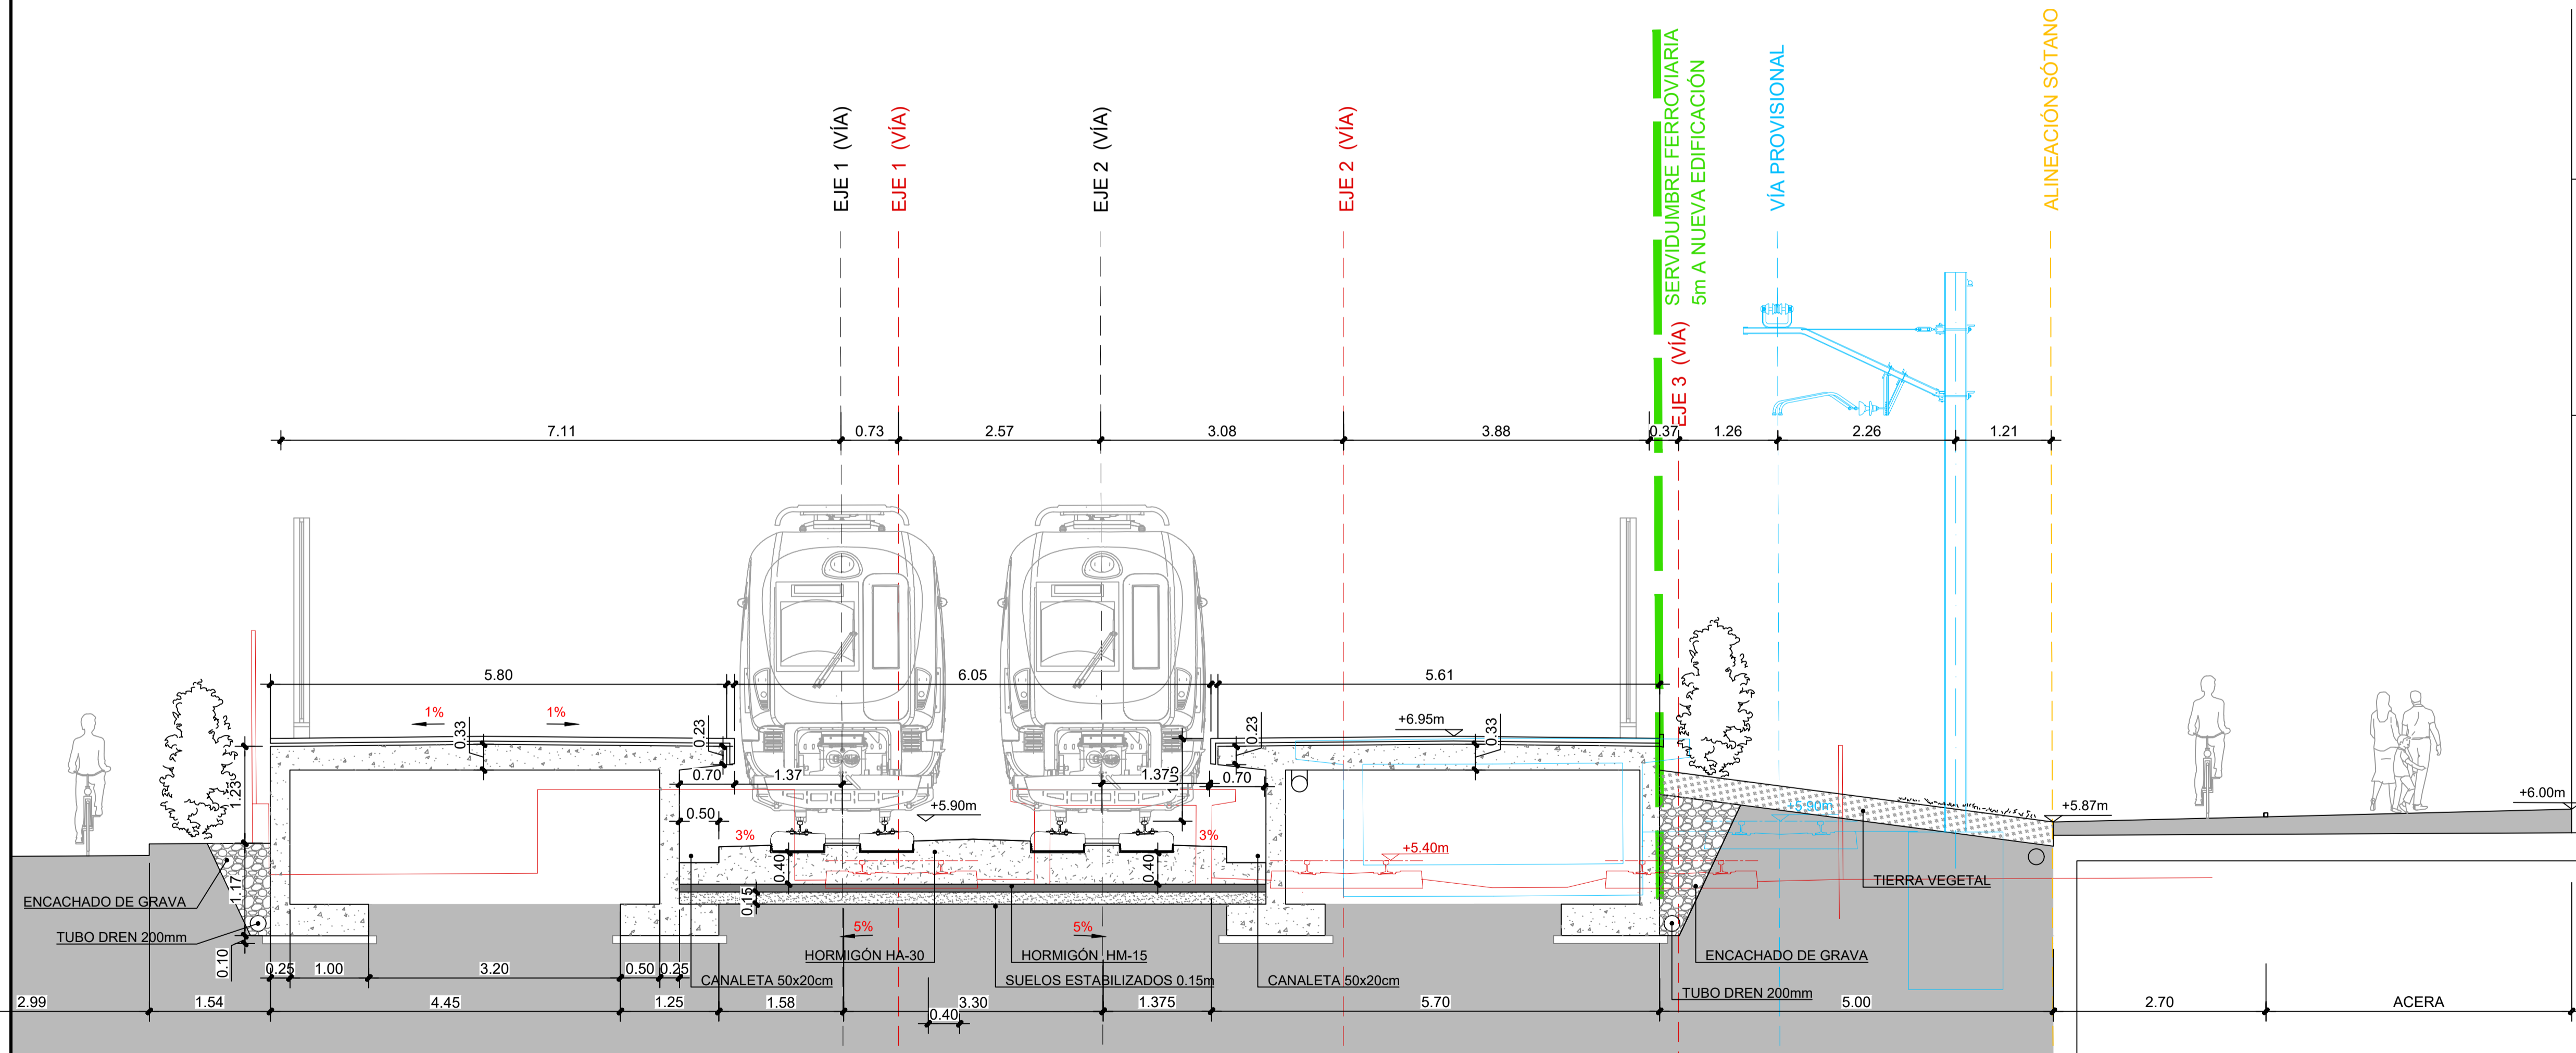 EJE 1 (VÍA)
EJE 1 (VÍA)
EJE 2 (VÍA)
EJE 2 (VÍA)
SERVIDUMBRE FERROVIARIA
5m A NUEVA EDIFICACIÓN
EJE 3 (VÍA)
VÍA PROVISIONAL
ALINEACIÓN SÓTANO
7.11
0.73
2.57
3.08
3.88
0.37
1.26
2.26
1.21
5.80
6.05
5.61
1%
1%
0.33
0.23
0.23
+6.95m
0.33
1.23
0.70
1.37
1.375
0.70
+5.90m
+5.90m
+5.87m
+6.00m
0.50
3%
3%
0.40
0.40
+5.40m
1.17
0.15
ENCACHADO DE GRAVA
TIERRA VEGETAL
TUBO DREN 200mm
5%
5%
0.10
HORMIGÓN HA-30
HORMIGÓN HM-15
ENCACHADO DE GRAVA
0.25
1.00
3.20
0.50
0.25
CANALETA 50x20cm
SUELOS ESTABILIZADOS 0.15m
CANALETA 50x20cm
TUBO DREN 200mm
2.99
1.54
4.45
1.25
1.58
3.30
1.375
5.70
5.00
2.70
ACERA
0.40